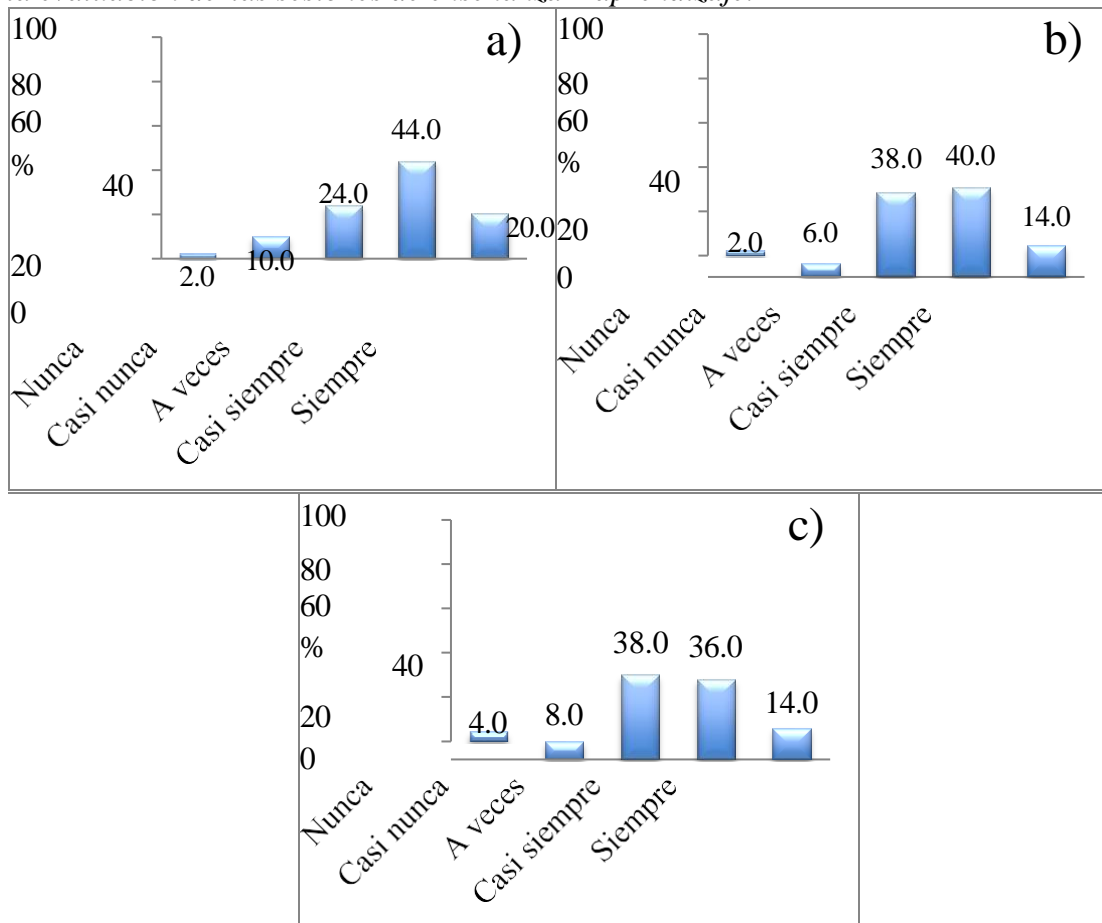 a)
100
80
60
%
40
20
0
2.0
10.0
24.0
44.0
20.0
Nunca
Casi nunca
A veces
Casi siempre
Siempre
b)
100
80
60
%
40
20
0
2.0
6.0
38.0
40.0
14.0
Nunca
Casi nunca
A veces
Casi siempre
Siempre
c)
100
80
60
%
40
20
0
4.0
8.0
38.0
36.0
14.0
Nunca
Casi nunca
A veces
Casi siempre
Siempre